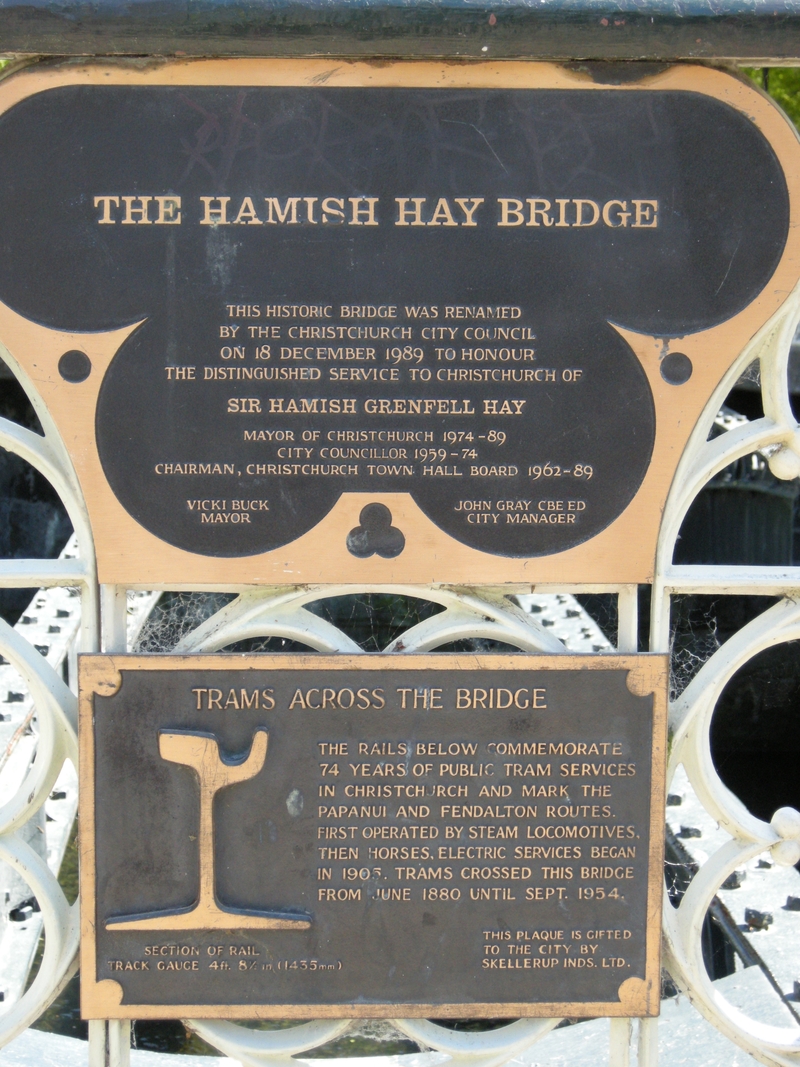 THE HAMISH HAY BRIDGE
THIS HISTORIC BRIDGE WAS RENAMED
BY THE CHRISTCHURCH CITY COUNCIL
ON 18 DECEMBER 1989 TO HONOUR
THE DISTINGUISHED SERVICE TO CHRISTCHURCH OF
SIR HAMISH GRENFELL HAY
MAYOR OF CHRISTCHURCH 1974-89
CITY COUNCILLOR 1959-74
CHAIRMAN, CHRISTCHURCH TOWN HALL BOARD 1962-89
VICKI BUCK
MAYOR
JOHN GRAY CBE ED
CITY MANAGER
TRAMS ACROSS THE BRIDGE
THE RAILS BELOW COMMEMORATE
74 YEARS OF PUBLIC TRAM SERVICES
IN CHRISTCHURCH AND MARK THE
PAPANUI AND FENDALTON ROUTES.
FIRST OPERATED BY STEAM LOCOMOTIVES,
THEN HORSES, ELECTRIC SERVICES BEGAN
IN 1905. TRAMS CROSSED THIS BRIDGE
FROM JUNE 1880 UNTIL SEPT. 1954.
SECTION OF RAIL
TRACK GAUGE 4ft. 8½ in. (1435mm)
THIS PLAQUE IS GIFTED
TO THE CITY BY
SKELLERUP INDS. LTD.